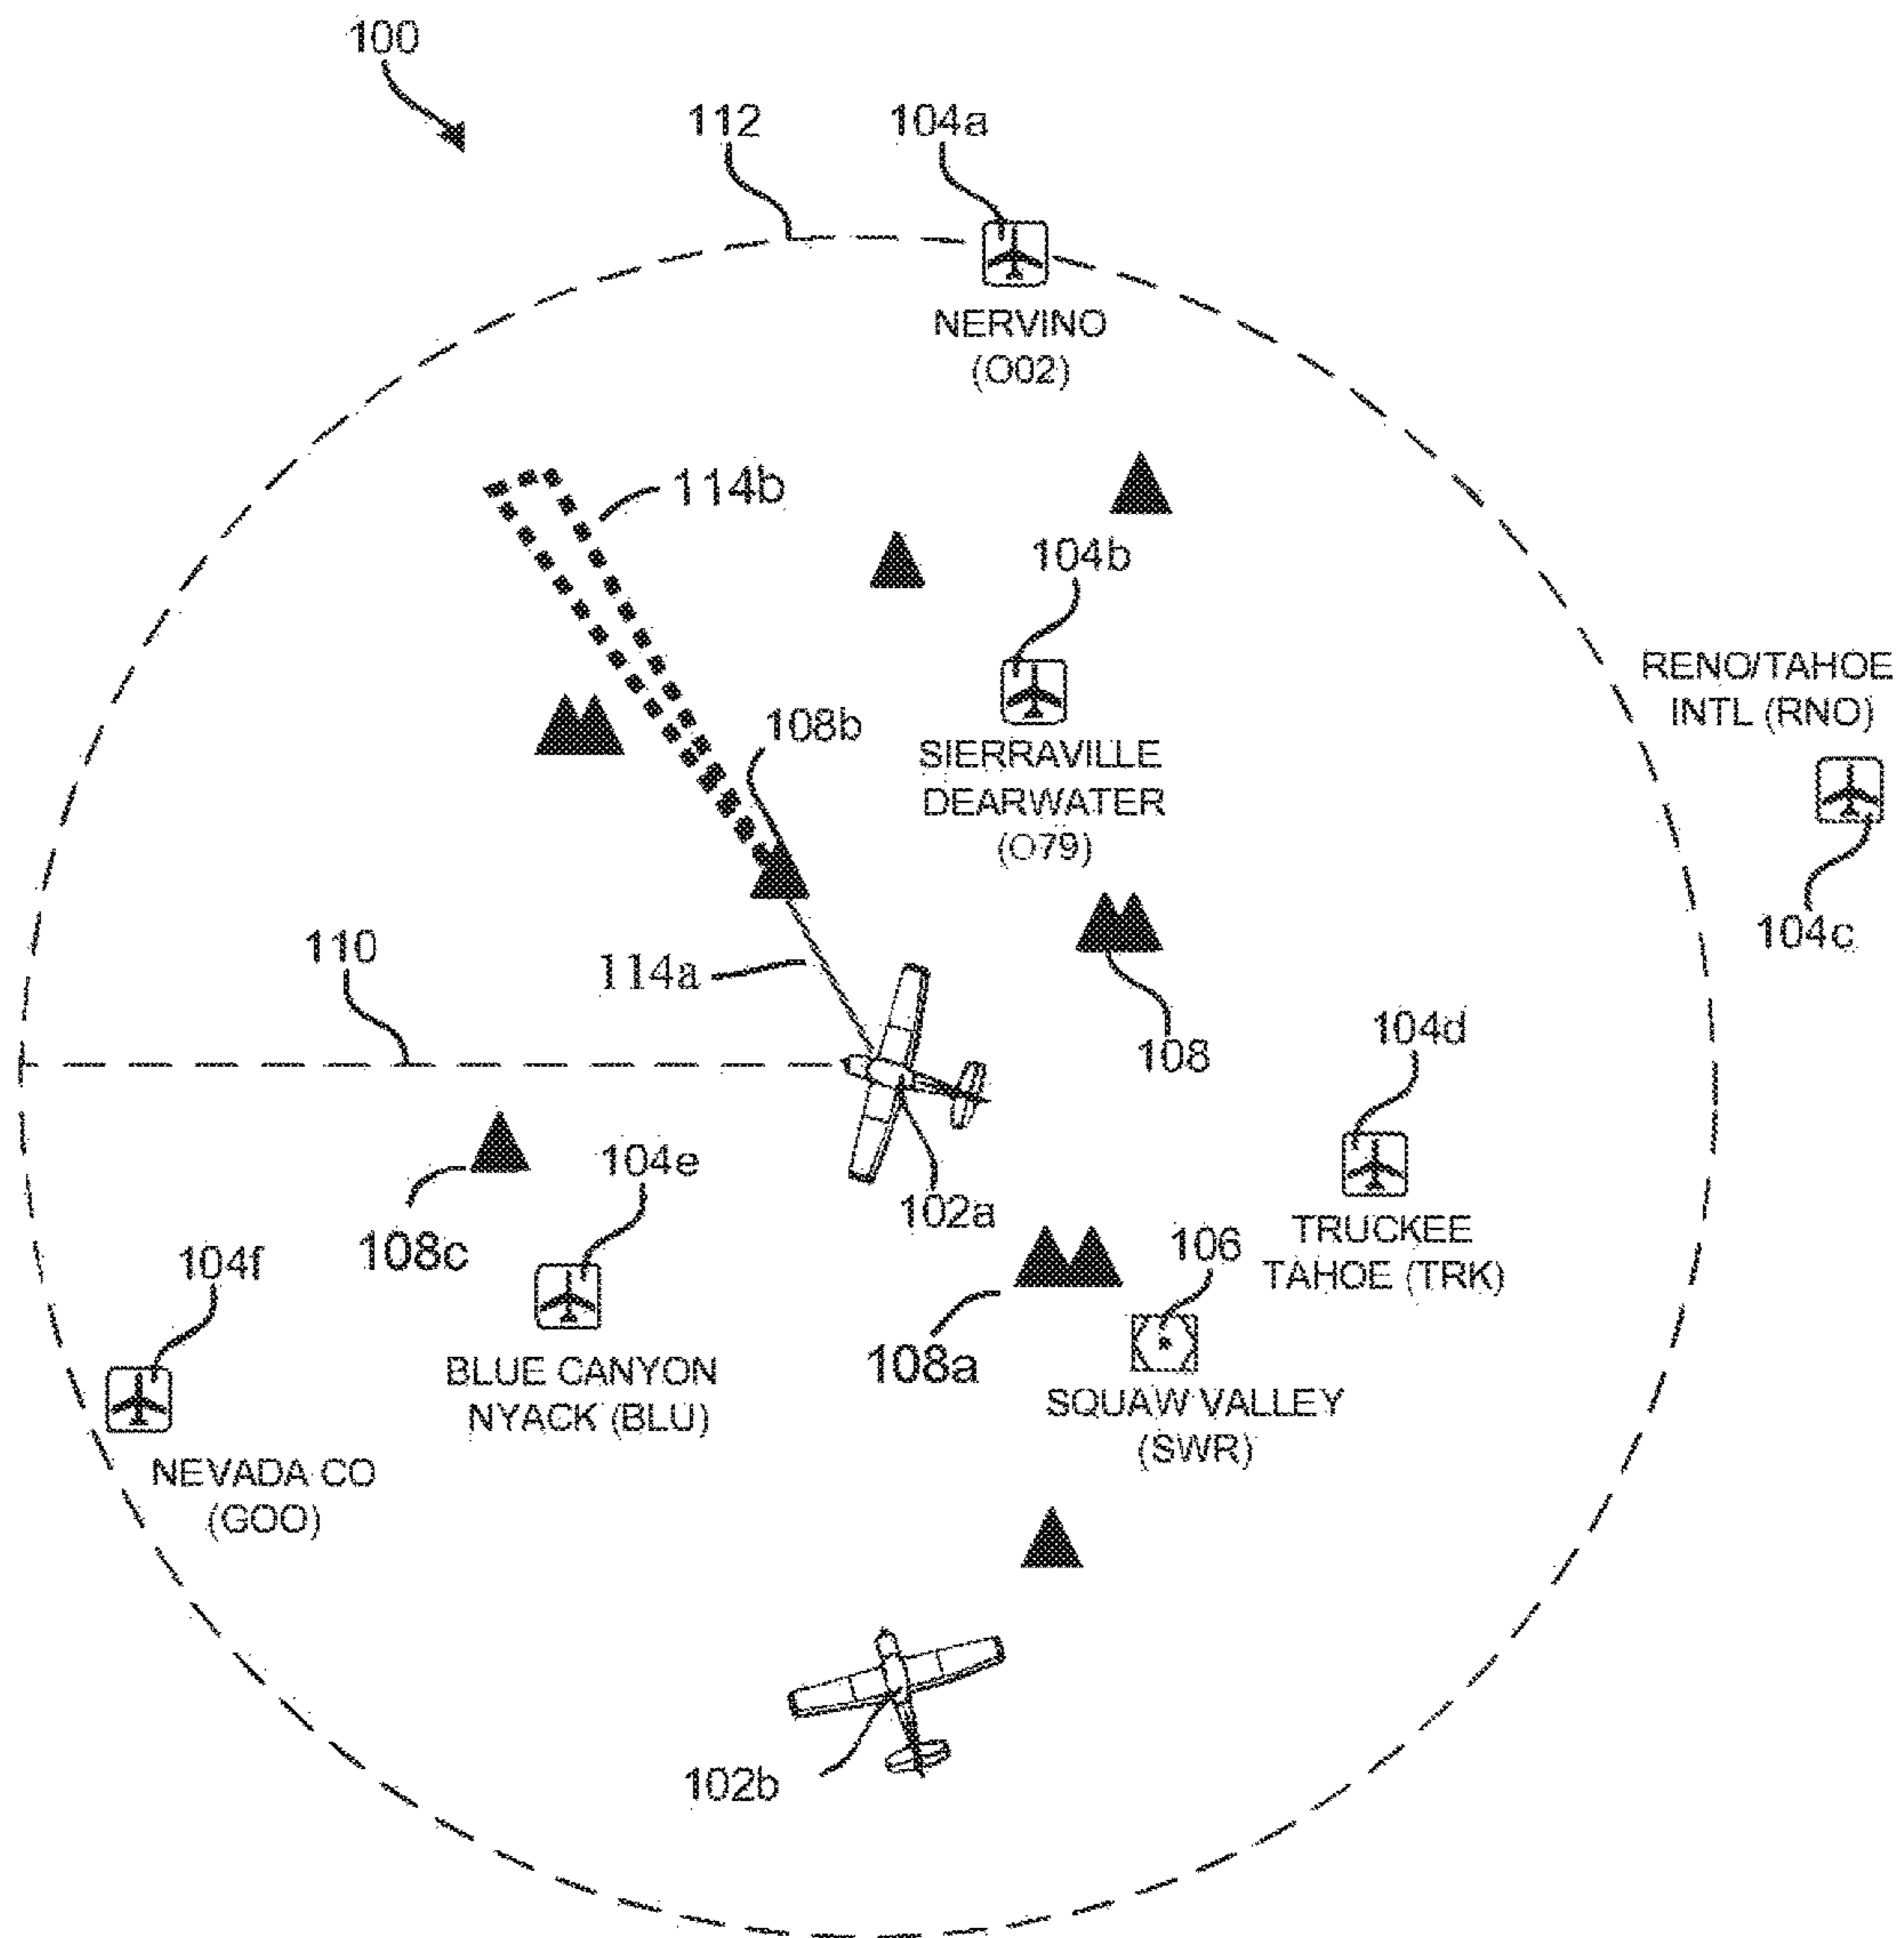 100
112
104a
NERVINO
(O02)
114b
104b
RENO/TAHOE
INTL (RNO)
108b
SIERRAVILLE
DEARWATER
(O79)
104c
110
114a
108
104d
102a
104e
108c
104f
108a
106
TRUCKEE
TAHOE (TRK)
BLUE CANYON
NYACK (BLU)
SQUAW VALLEY
(SWR)
NEVADA CO
(GOO)
102b